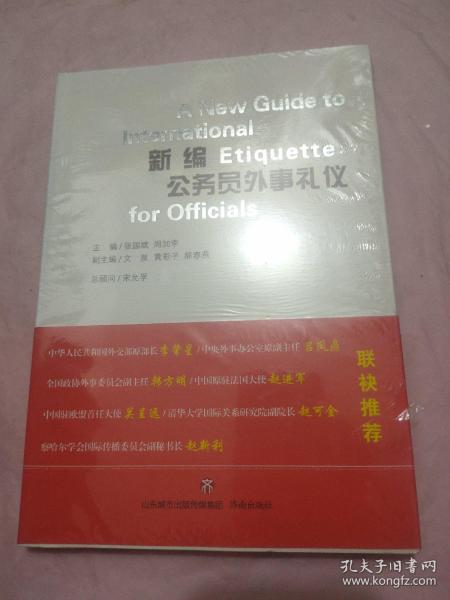 A New Guide to
International
新编 Etiquette
公务员外事礼仪
for Officials
主 编/张国斌 周加李
副主编/文 泉 黄彩子 郝春燕
总顾问/宋允孚
中华人民共和国外交部原部长 李肇星/中央外事办公室原副主任 吕凤鼎
全国政协外事委员会副主任 韩方明/中国原驻法国大使 赵进军
中国驻欧盟首任大使 吴建民/清华大学国际关系研究院副院长 赵可金
察哈尔学会国际传播委员会副秘书长 赵新利
联袂推荐
山东城市出版传媒集团 济南出版社
孔夫子旧书网
www.kongfz.com